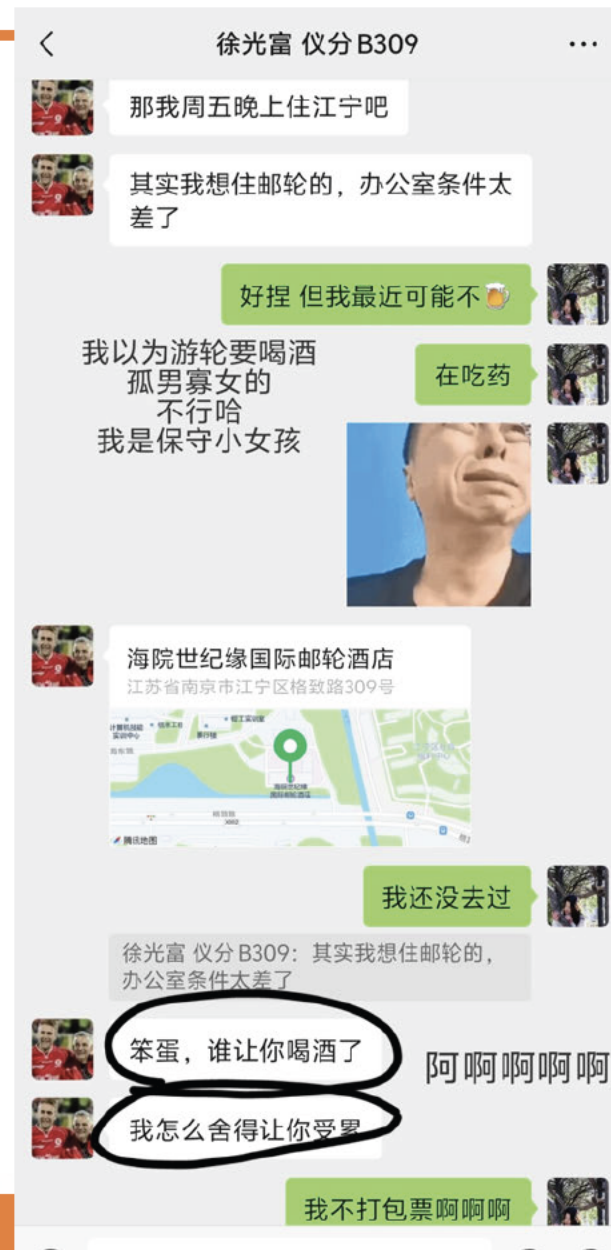 徐光富 仪分B309
那我周五晚上住江宁吧
其实我想住邮轮的，办公室条件太
差了
好捏 但我最近可能不🍺
我以为游轮要喝酒
孤男寡女的
不行哈
我是保守小女孩
在吃药
海院世纪缘国际邮轮酒店
江苏省南京市江宁区格致路309号
腾讯地图
我还没去过
徐光富 仪分B309：其实我想住邮轮的，
办公室条件太差了
笨蛋，谁让你喝酒了
阿啊啊啊啊
我怎么舍得让你受累
我不打包票啊啊啊